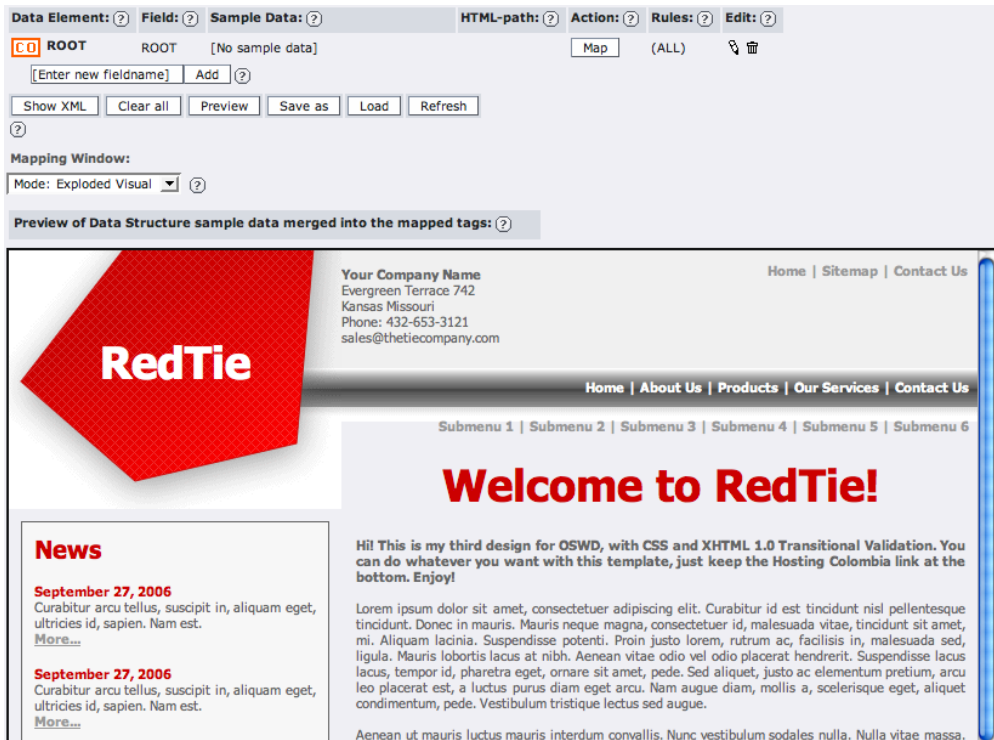 Data Element: ? Field: ? Sample Data: ? HTML-path: ? Action: ? Rules: ? Edit: ?
CO ROOT ROOT [No sample data] Map (ALL)
[Enter new fieldname] Add ?
Show XML Clear all Preview Save as Load Refresh
?
Mapping Window:
Mode: Exploded Visual ?
Preview of Data Structure sample data merged into the mapped tags: ?
RedTie
Your Company Name
Evergreen Terrace 742
Kansas Missouri
Phone: 432-653-3121
sales@thetiecompany.com
Home | Sitemap | Contact Us
Home | About Us | Products | Our Services | Contact Us
Submenu 1 | Submenu 2 | Submenu 3 | Submenu 4 | Submenu 5 | Submenu 6
News
September 27, 2006
Curabitur arcu tellus, suscipit in, aliquam eget,
ultricies id, sapien. Nam est.
More...
September 27, 2006
Curabitur arcu tellus, suscipit in, aliquam eget,
ultricies id, sapien. Nam est.
More...
Welcome to RedTie!
Hi! This is my third design for OSWD, with CSS and XHTML 1.0 Transitional Validation. You
can do whatever you want with this template, just keep the Hosting Colombia link at the
bottom. Enjoy!
Lorem ipsum dolor sit amet, consectetuer adipiscing elit. Curabitur id est tincidunt nisl pellentesque
tincidunt. Donec in mauris. Mauris neque magna, consectetuer id, malesuada vitae, tincidunt sit amet,
mi. Aliquam lacinia. Suspendisse potenti. Proin justo lorem, rutrum ac, facilisis in, malesuada sed,
ligula. Mauris lobortis lacus at nibh. Aenean vitae odio vel odio placerat hendrerit. Suspendisse lacus
lacus, tempor id, pharetra eget, ornare sit amet, pede. Sed aliquet, justo ac elementum pretium, arcu
leo placerat est, a luctus purus diam eget arcu. Nam augue diam, mollis a, scelerisque eget, aliquet
condimentum, pede. Vestibulum tristique lectus sed augue.
Aenean ut mauris luctus mauris interdum convallis. Nunc vestibulum sodales nulla. Nulla vitae massa.